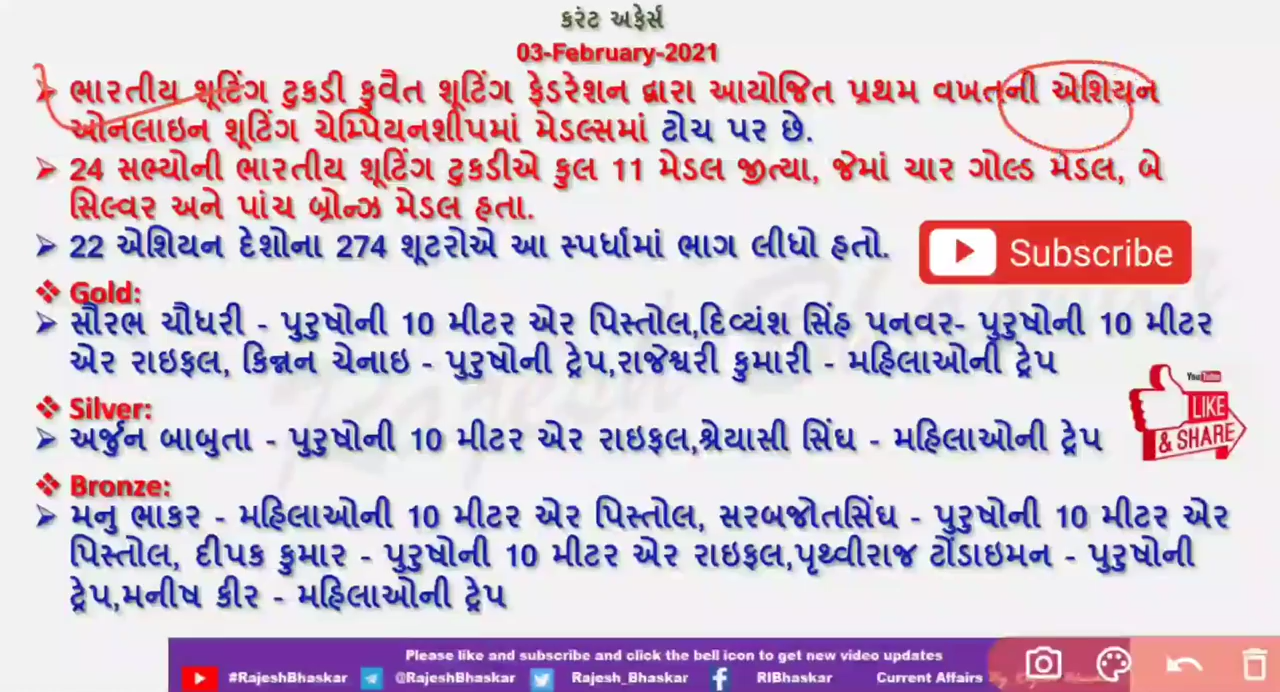 કરંટ અફેર્સ
03-February-2021
➢ ભારતીય શૂટિંગ ટુકડી કુવૈત શૂટિંગ ફેડરેશન દ્વારા આયોજિત પ્રથમ વખતની એશિયન
ઓનલાઇન શૂટિંગ ચેમ્પિયનશીપમાં મેડલ્સમાં ટોચ પર છે.
➢ 24 સભ્યોની ભારતીય શૂટિંગ ટુકડીએ કુલ 11 મેડલ જીત્યા, જેમાં ચાર ગોલ્ડ મેડલ, બે
સિલ્વર અને પાંચ બ્રોન્ઝ મેડલ હતા.
➢ 22 એશિયન દેશોના 274 શૂટરોએ આ સ્પર્ધામાં ભાગ લીધો હતો.
Subscribe
❖ Gold:
➢ સૌરભ ચૌધરી - પુરુષોની 10 મીટર એર પિસ્તોલ,દિવ્યંશ સિંહ પનવર- પુરુષોની 10 મીટર
એર રાઇફલ, કિન્નન ચેનાઇ - પુરુષોની ટ્રેપ,રાજેશ્વરી કુમારી - મહિલાઓની ટ્રેપ
❖ Silver:
➢ અર્જુન બાબુતા - પુરુષોની 10 મીટર એર રાઇફલ,શ્રેયાસી સિંઘ - મહિલાઓની ટ્રેપ
YouTube
LIKE
& SHARE
❖ Bronze:
➢ મનુ ભાકર - મહિલાઓની 10 મીટર એર પિસ્તોલ, સરબજોતસિંઘ - પુરુષોની 10 મીટર એર
પિસ્તોલ, દીપક કુમાર - પુરુષોની 10 મીટર એર રાઇફલ,પૃથ્વીરાજ ટોંડાઇમન - પુરુષોની
ટ્રેપ,મનીષ કીર - મહિલાઓની ટ્રેપ
Please like and subscribe and click the bell icon to get new video updates
#RajeshBhaskar @RajeshBhaskar Rajesh_Bhaskar RIBhaskar Current Affairs